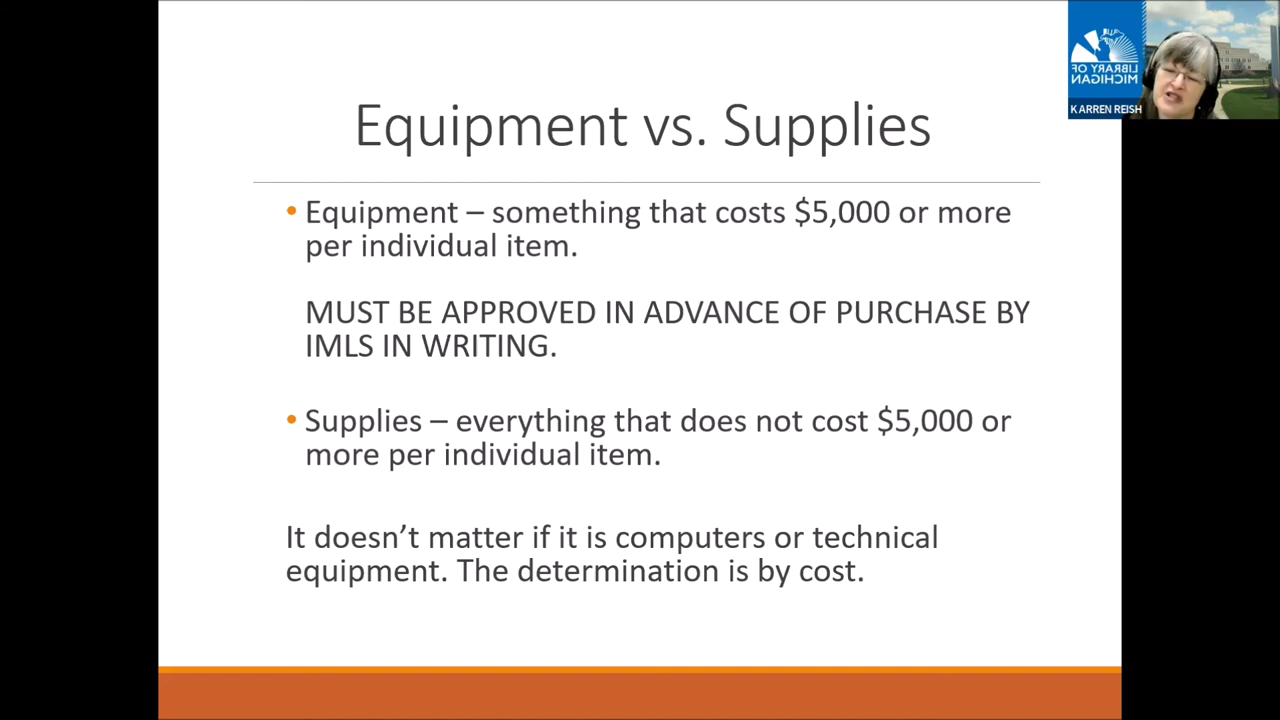 Equipment vs. Supplies
• Equipment – something that costs $5,000 or more
per individual item.
MUST BE APPROVED IN ADVANCE OF PURCHASE BY
IMLS IN WRITING.
• Supplies – everything that does not cost $5,000 or
more per individual item.
It doesn’t matter if it is computers or technical
equipment. The determination is by cost.
LIBRARY OF
MICHIGAN
KARREN REISH